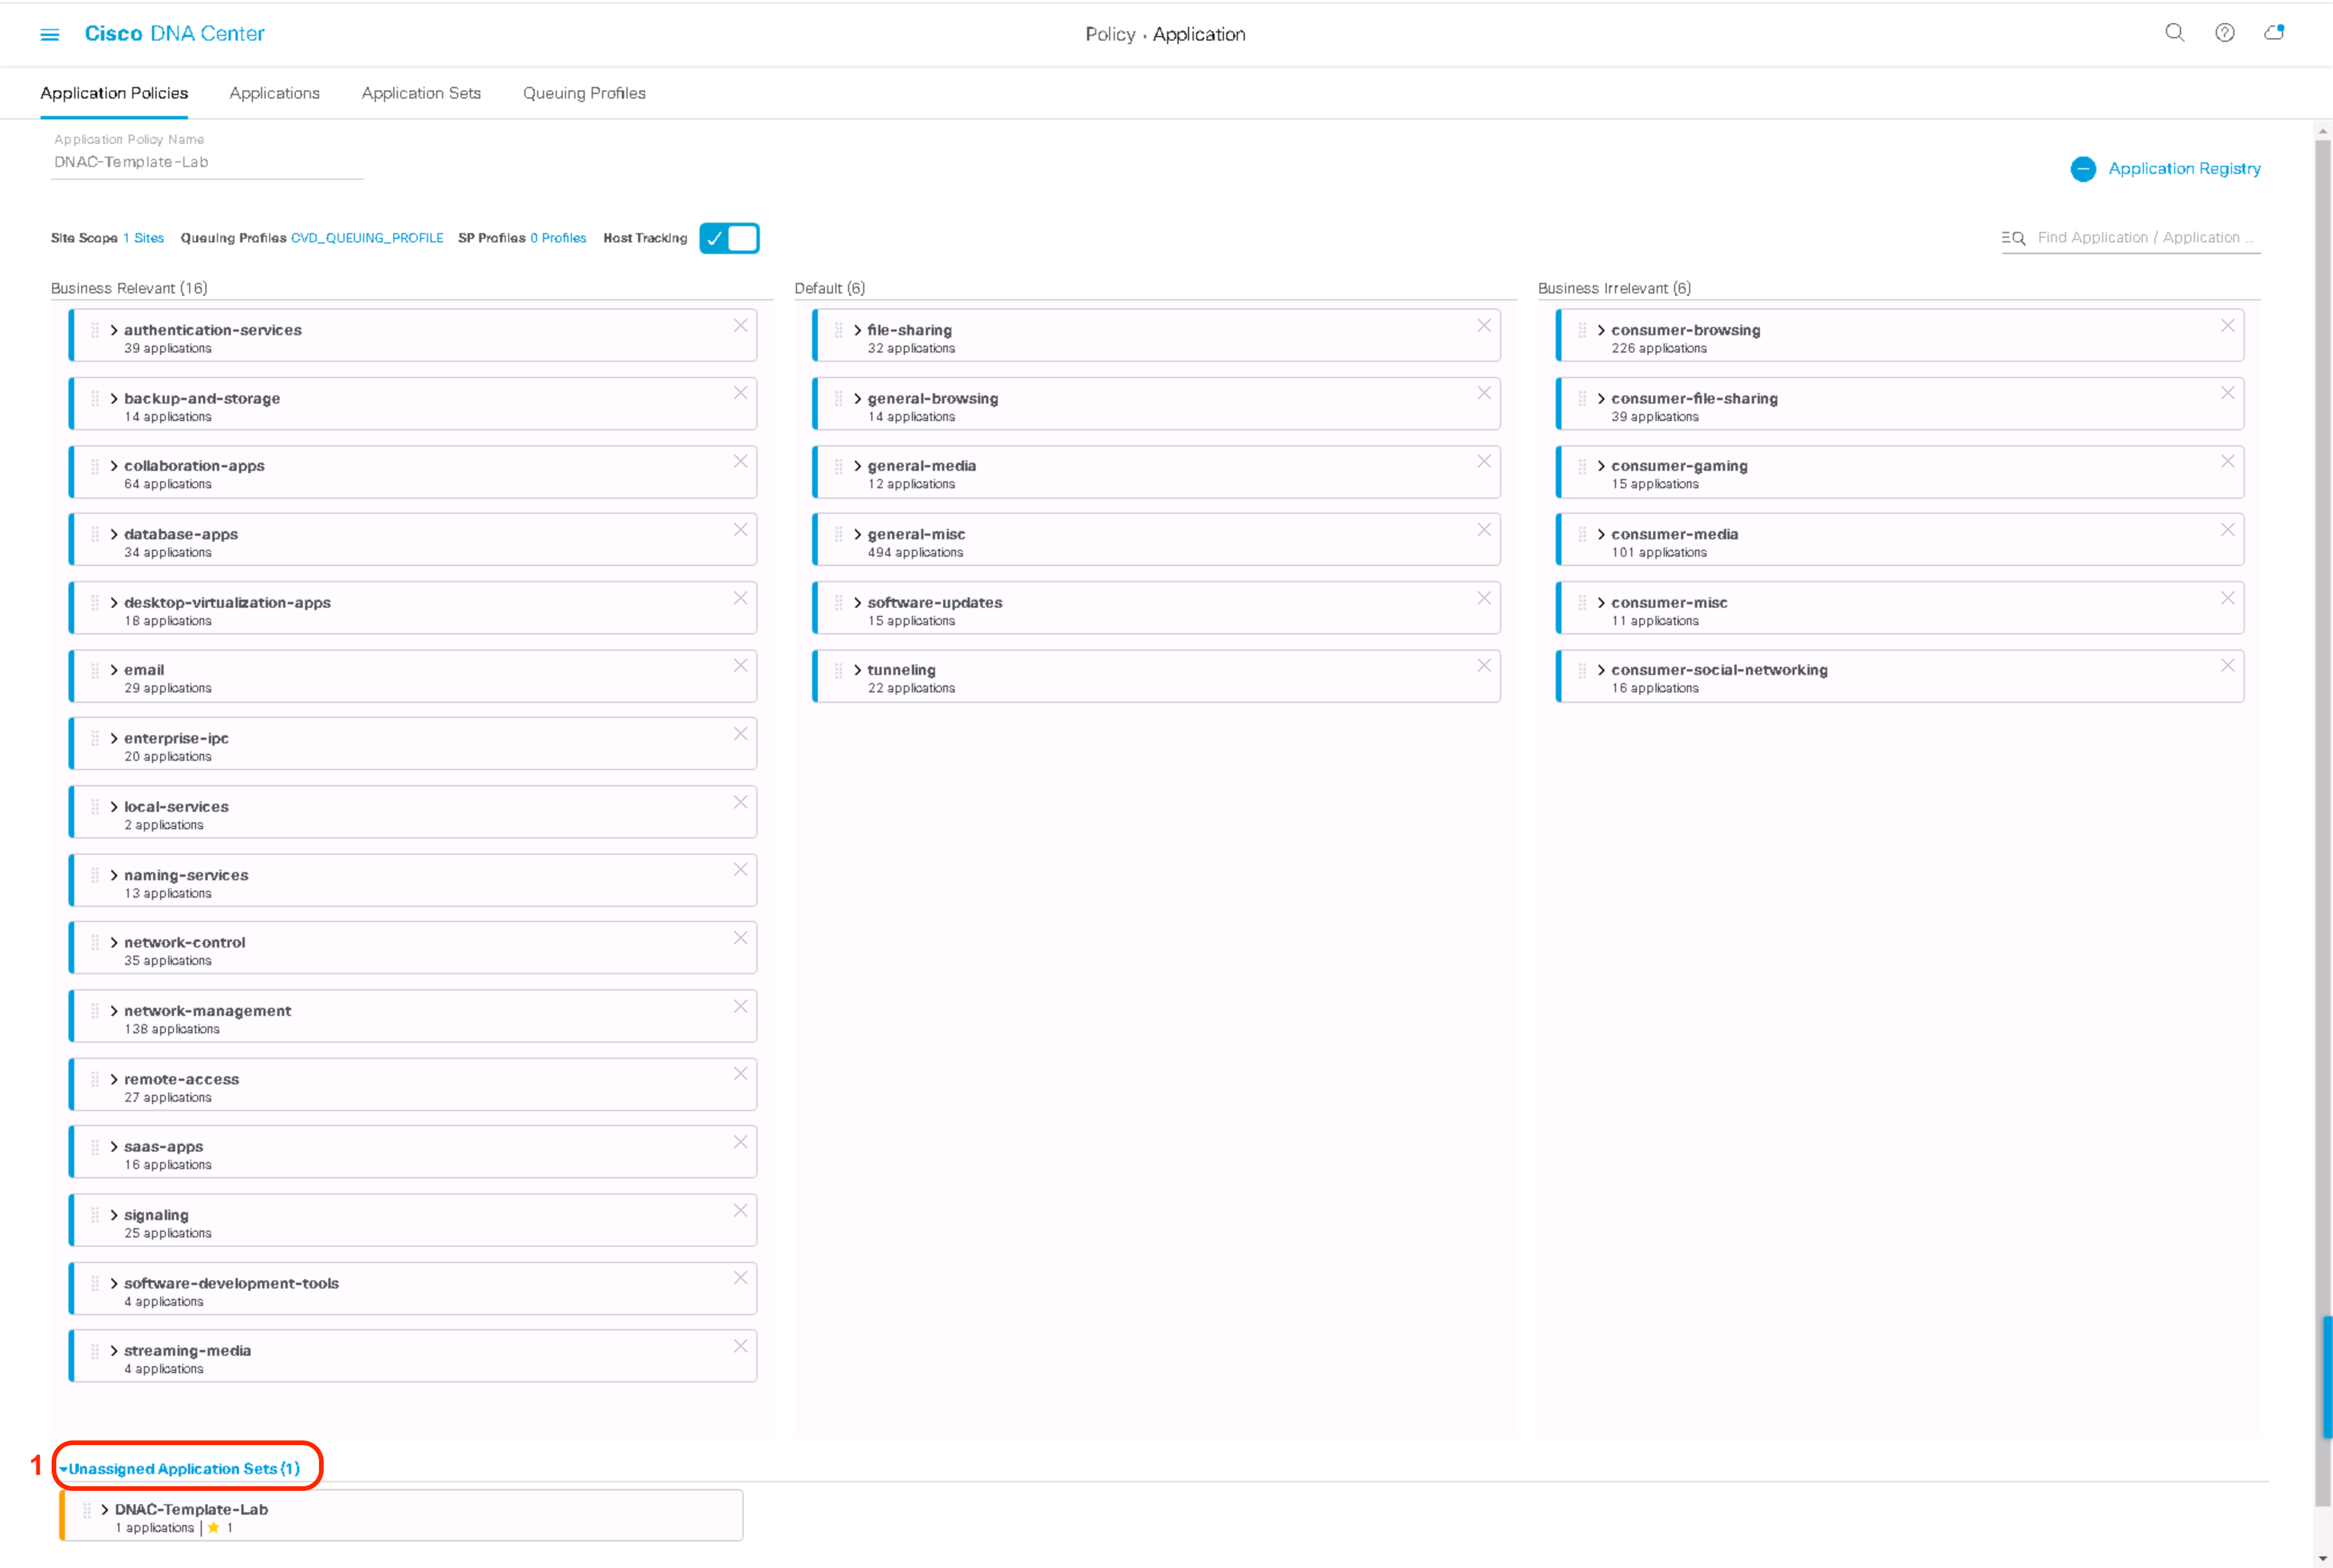 Cisco DNA Center
Policy · Application
Application Policies Applications Application Sets Queuing Profiles
Application Policy Name
DNAC-Template-Lab
Application Registry
Site Scope 1 Sites Queuing Profiles CVD_QUEUING_PROFILE SP Profiles 0 Profiles Host Tracking
Find Application / Application ...
Business Relevant (16)
authentication-services
39 applications
backup-and-storage
14 applications
collaboration-apps
64 applications
database-apps
34 applications
desktop-virtualization-apps
18 applications
email
29 applications
enterprise-ipc
20 applications
local-services
2 applications
naming-services
13 applications
network-control
35 applications
network-management
138 applications
remote-access
27 applications
saas-apps
16 applications
signaling
25 applications
software-development-tools
4 applications
streaming-media
4 applications
Default (6)
file-sharing
32 applications
general-browsing
14 applications
general-media
12 applications
general-misc
494 applications
software-updates
15 applications
tunneling
22 applications
Business Irrelevant (6)
consumer-browsing
226 applications
consumer-file-sharing
39 applications
consumer-gaming
15 applications
consumer-media
101 applications
consumer-misc
11 applications
consumer-social-networking
16 applications
1
Unassigned Application Sets (1)
DNAC-Template-Lab
1 applications | 1